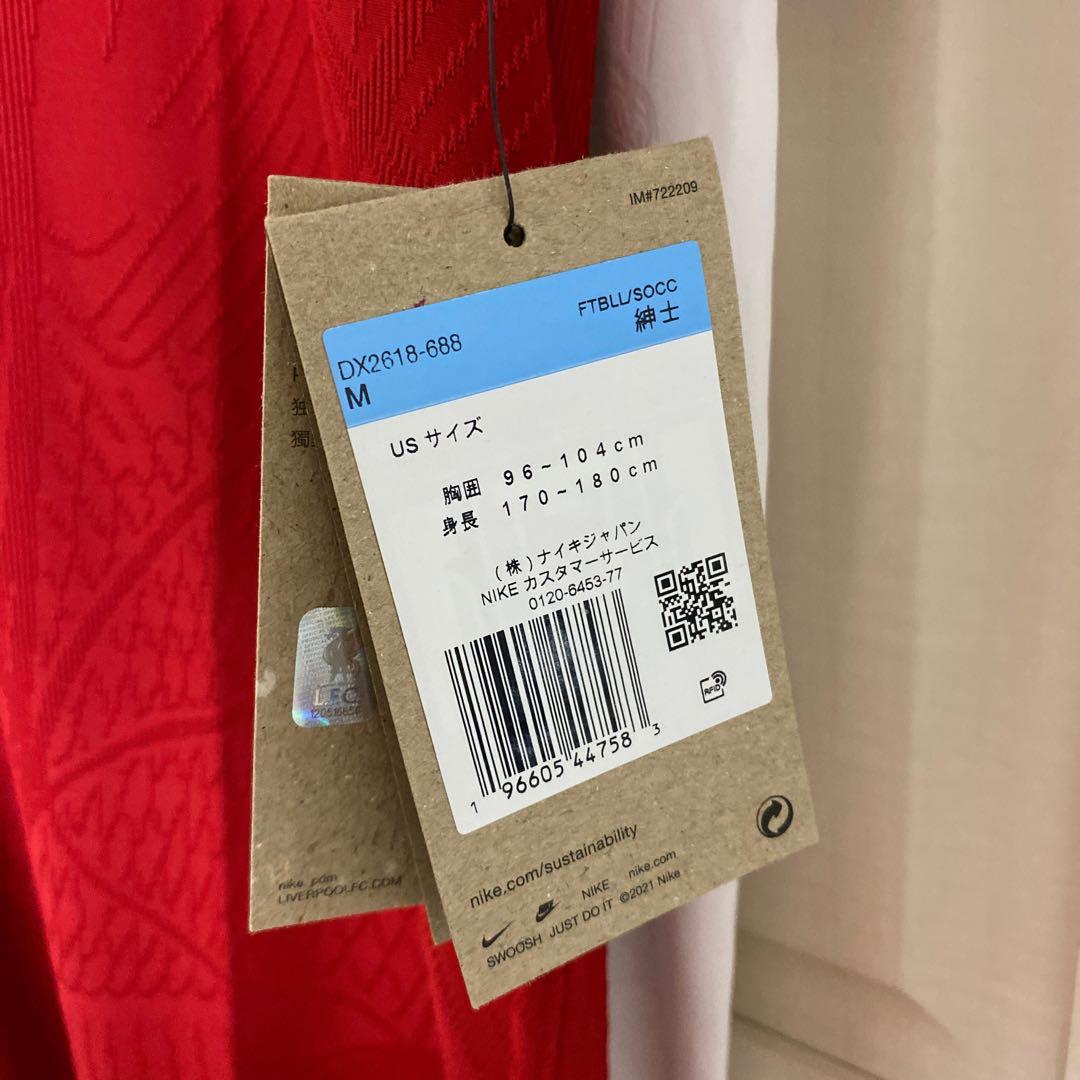 IM#722209
FTBLL/SOCC
紳士
DX2618-688
M
US サイズ
胸囲 96~104cm
身長 170~180cm
(株)ナイキジャパン
NIKE カスタマーサービス
0120-6453-77
1 96605 44758 3
RFID
nike.com/sustainability
NIKE nike.com
SWOOSH JUST DO IT ©2021 Nike
独
獨
L.F.C.
nike.com
LIVERPOOLFC.COM